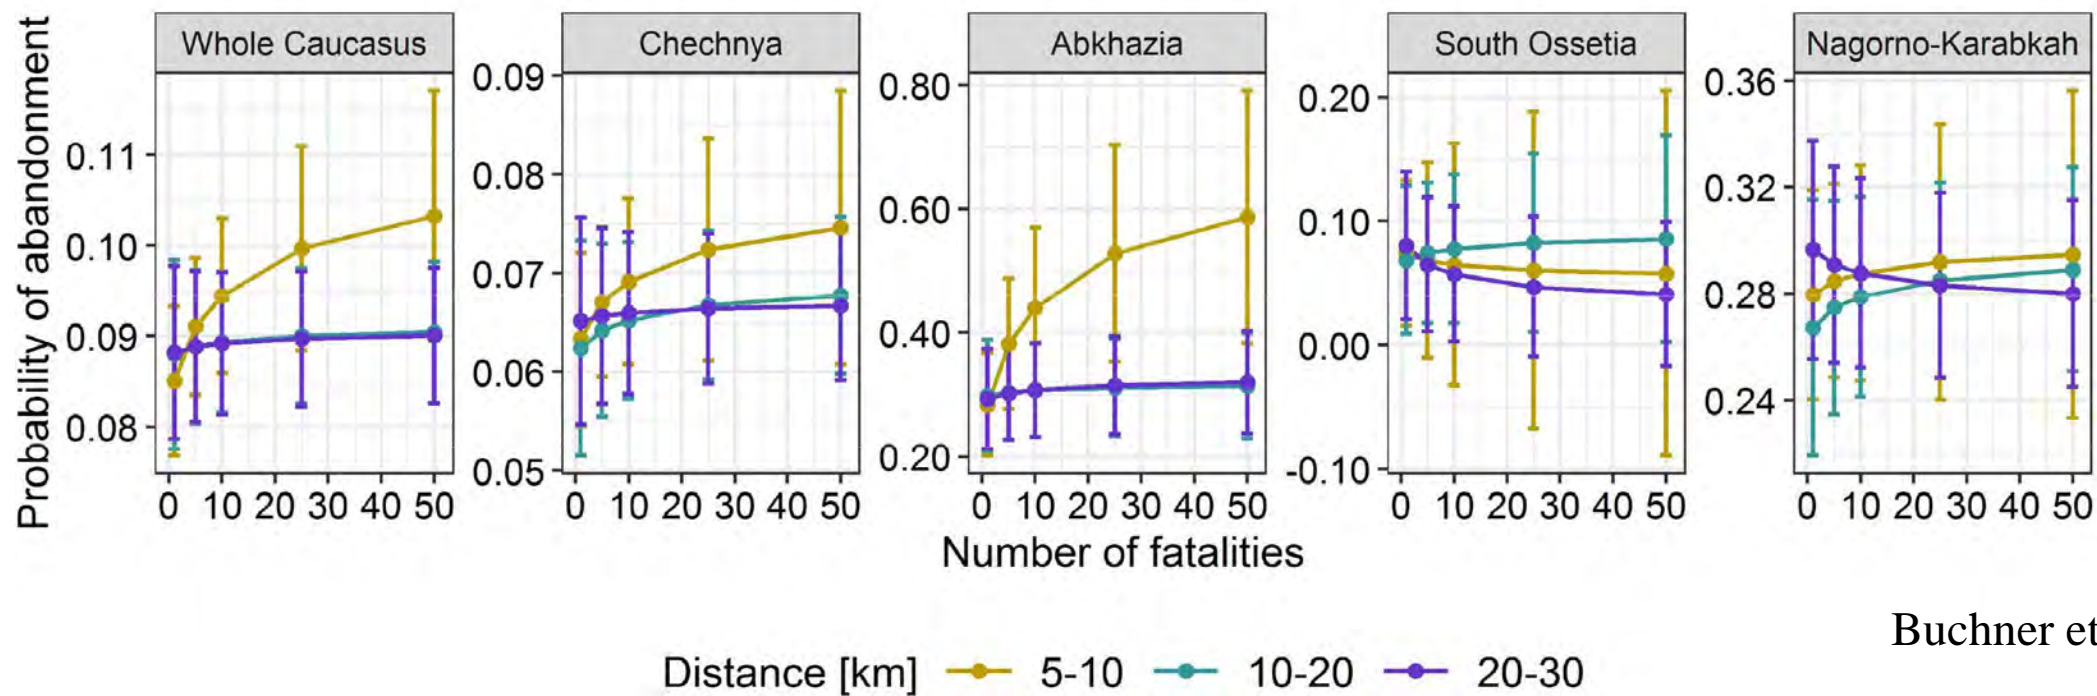 Probability of abandonment
Whole Caucasus
0.11
0.10
0.09
0.08
0 10 20 30 40 50
Chechnya
0.09
0.08
0.07
0.06
0.05
0 10 20 30 40 50
Abkhazia
0.80
0.60
0.40
0.20
0 10 20 30 40 50
South Ossetia
0.20
0.10
0.00
-0.10
0 10 20 30 40 50
Nagorno-Karabkah
0.36
0.32
0.28
0.24
0 10 20 30 40 50
Number of fatalities
Buchner et
Distance [km] 5-10 10-20 20-30